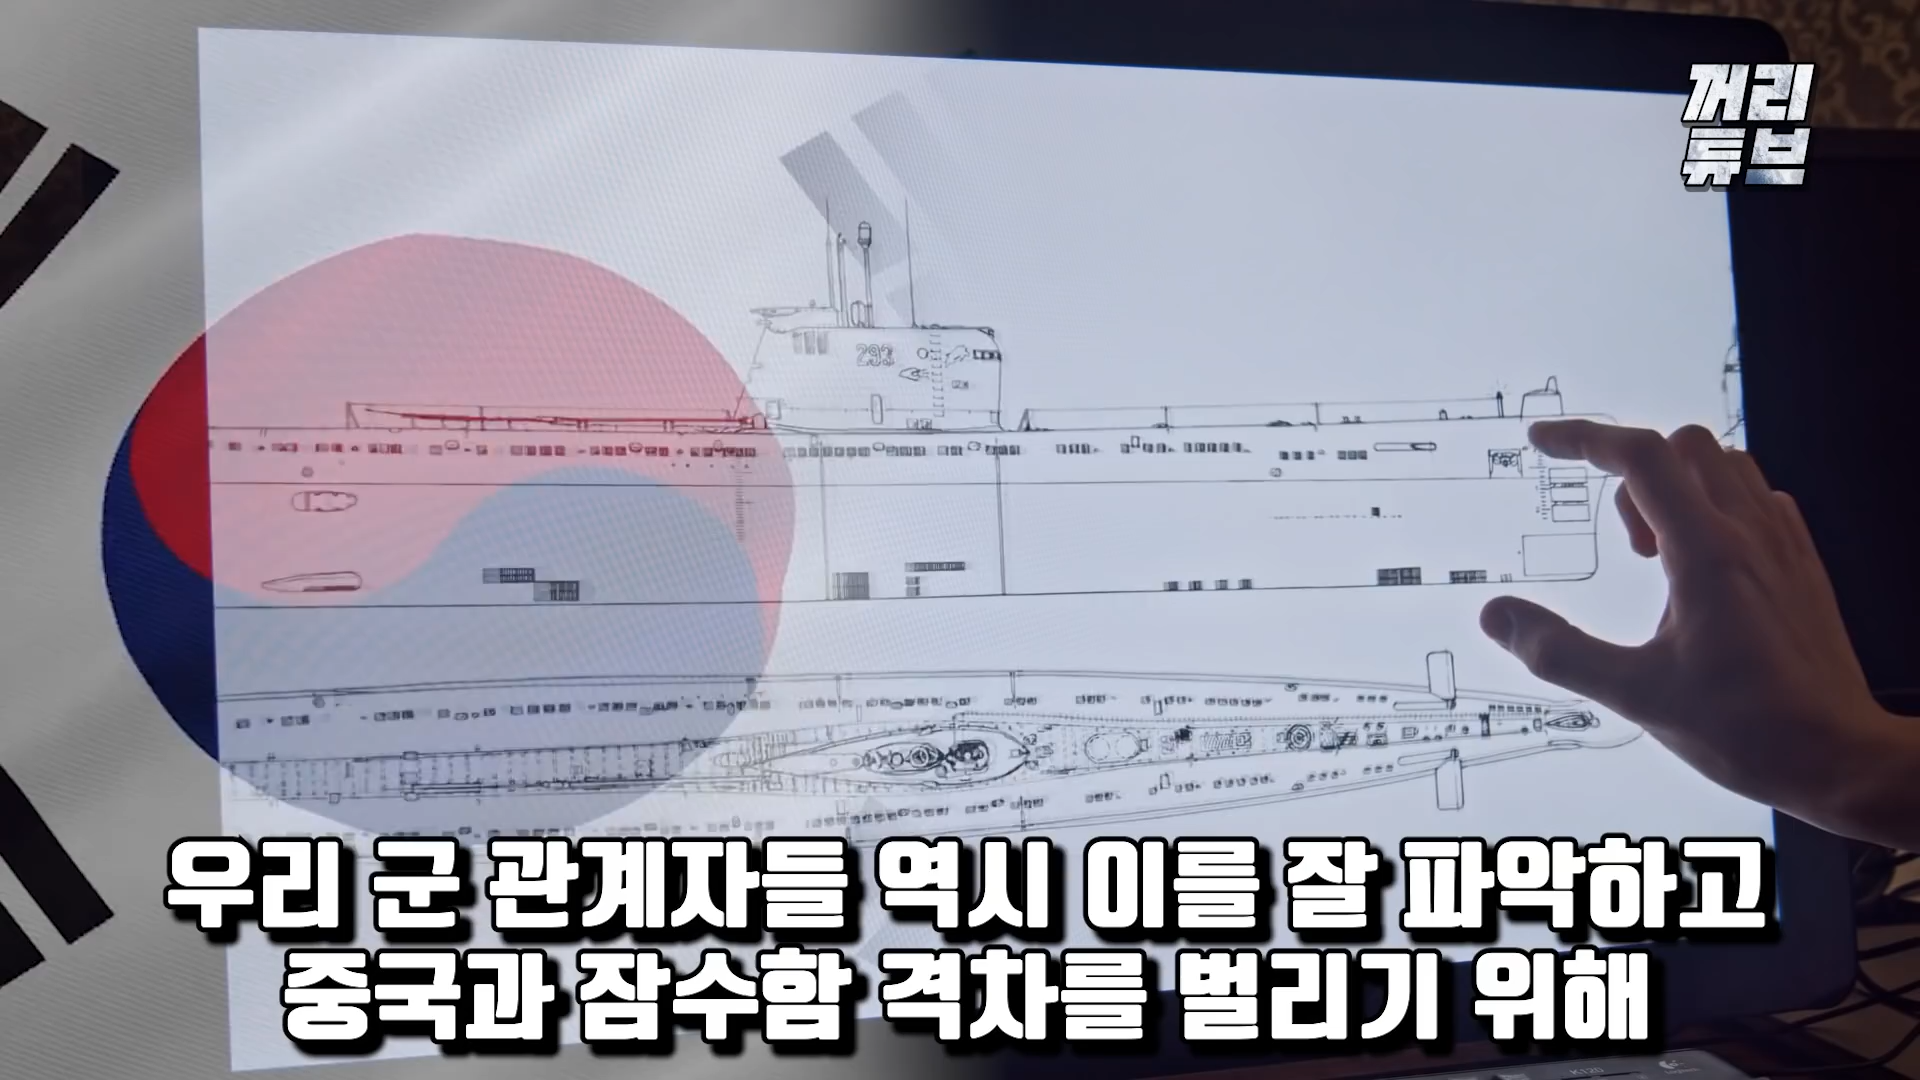 꺼리
튜브
293
우리 군 관계자들 역시 이를 잘 파악하고
중국과 잠수함 격차를 벌리기 위해
K120